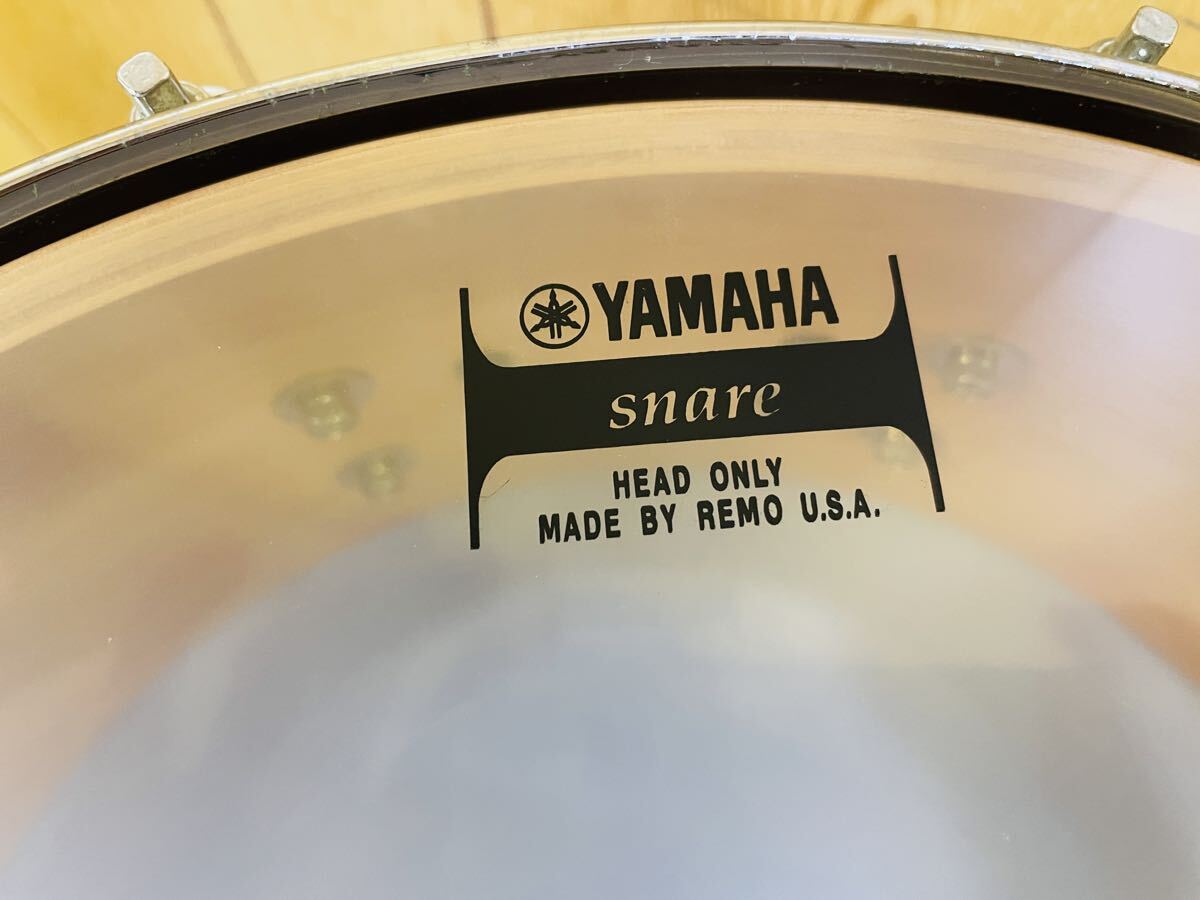 YAMAHA
snare
HEAD ONLY
MADE BY REMO U.S.A.